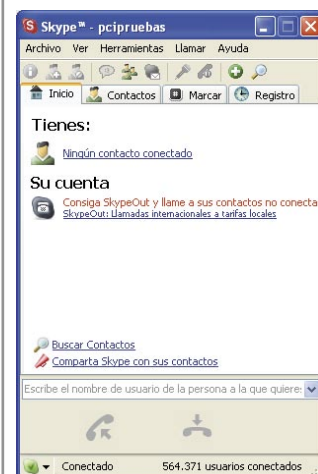 Skype™ - pcipruebas
Archivo Ver Herramientas Llamar Ayuda
Inicio Contactos Marcar Registro
Tienes:
Ningún contacto conectado
Su cuenta
Consiga SkypeOut y llame a sus contactos no conecta
SkypeOut: Llamadas internacionales a tarifas locales
Buscar Contactos
Comparta Skype con sus contactos
Escribe el nombre de usuario de la persona a la que quiere:
Conectado 564.371 usuarios conectados